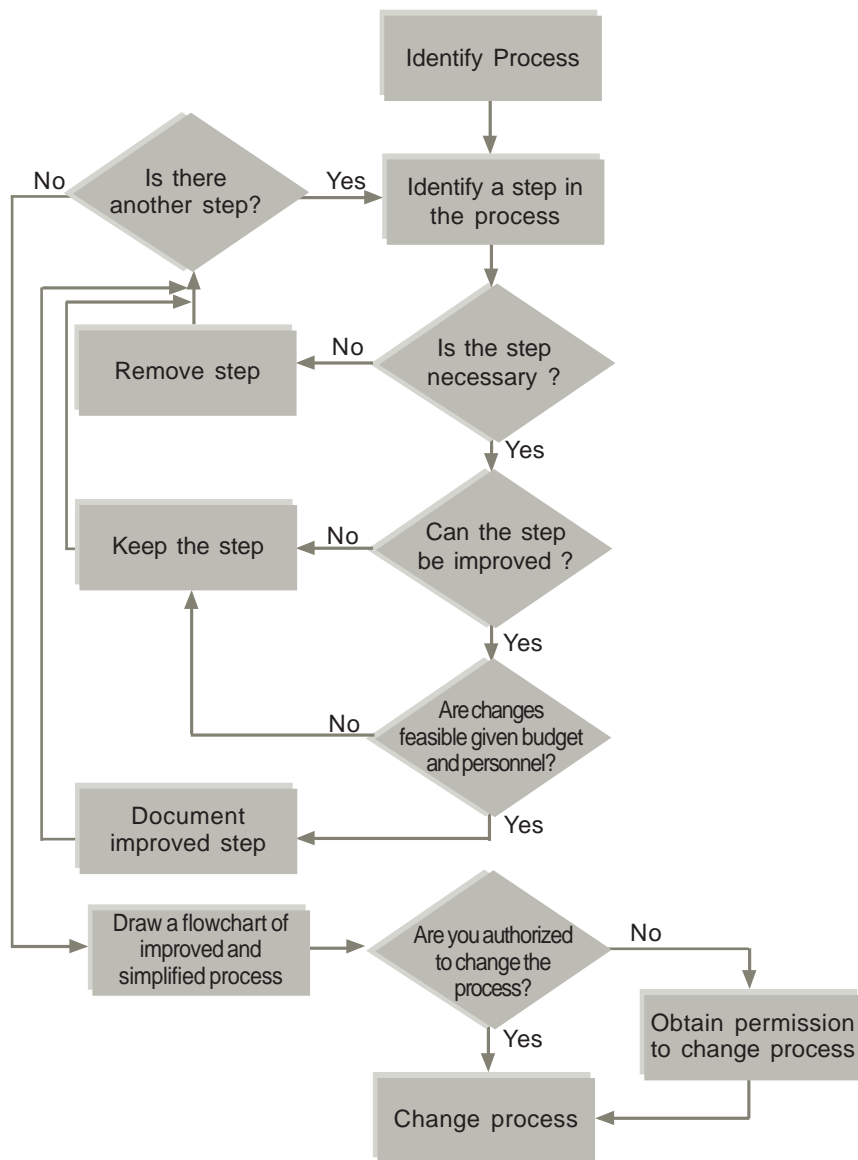 Identify Process
No
Is there
another step?
Yes
Identify a step in
the process
Remove step
No
Is the step
necessary ?
Yes
Keep the step
No
Can the step
be improved ?
Yes
No
Are changes
feasible given budget
and personnel?
Document
improved step
Yes
Draw a flowchart of
improved and
simplified process
Are you authorized
to change the
process?
No
Yes
Obtain permission
to change process
Change process